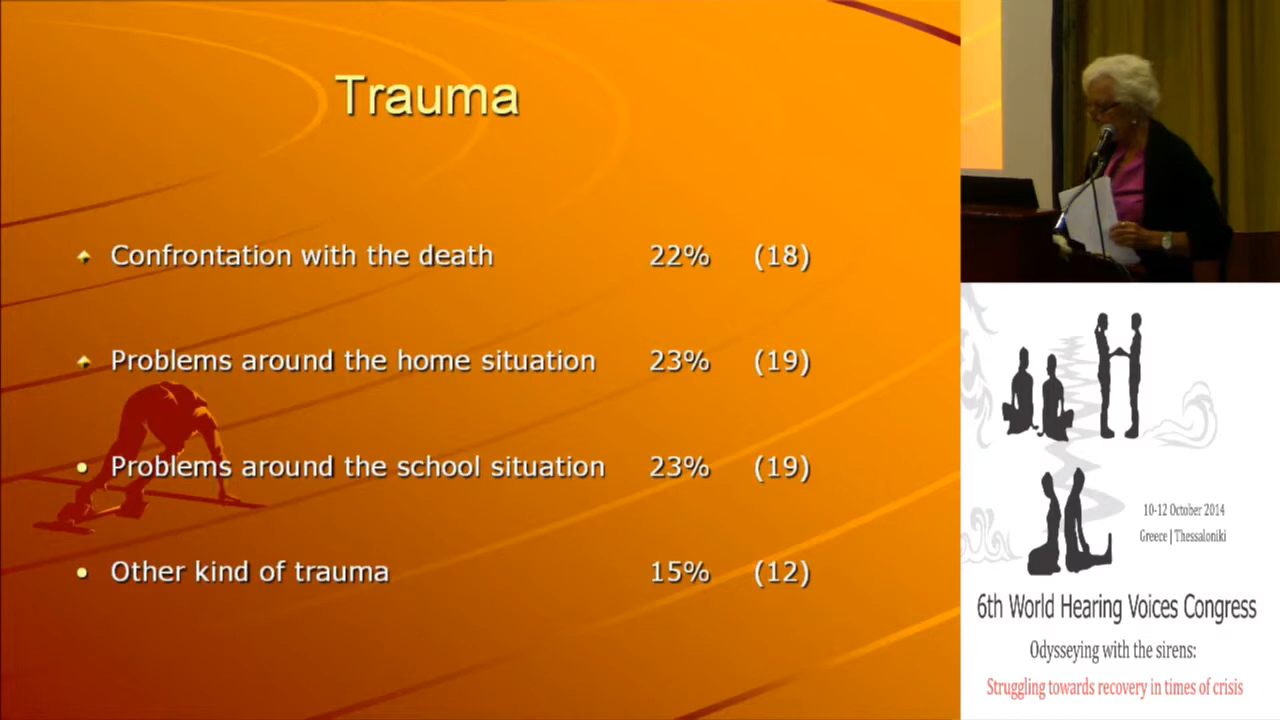 Trauma
Confrontation with the death 22% (18)
Problems around the home situation 23% (19)
Problems around the school situation 23% (19)
Other kind of trauma 15% (12)
10-12 October 2014
Greece | Thessaloniki
6th World Hearing Voices Congress
Odysseying with the sirens:
Struggling towards recovery in times of crisis